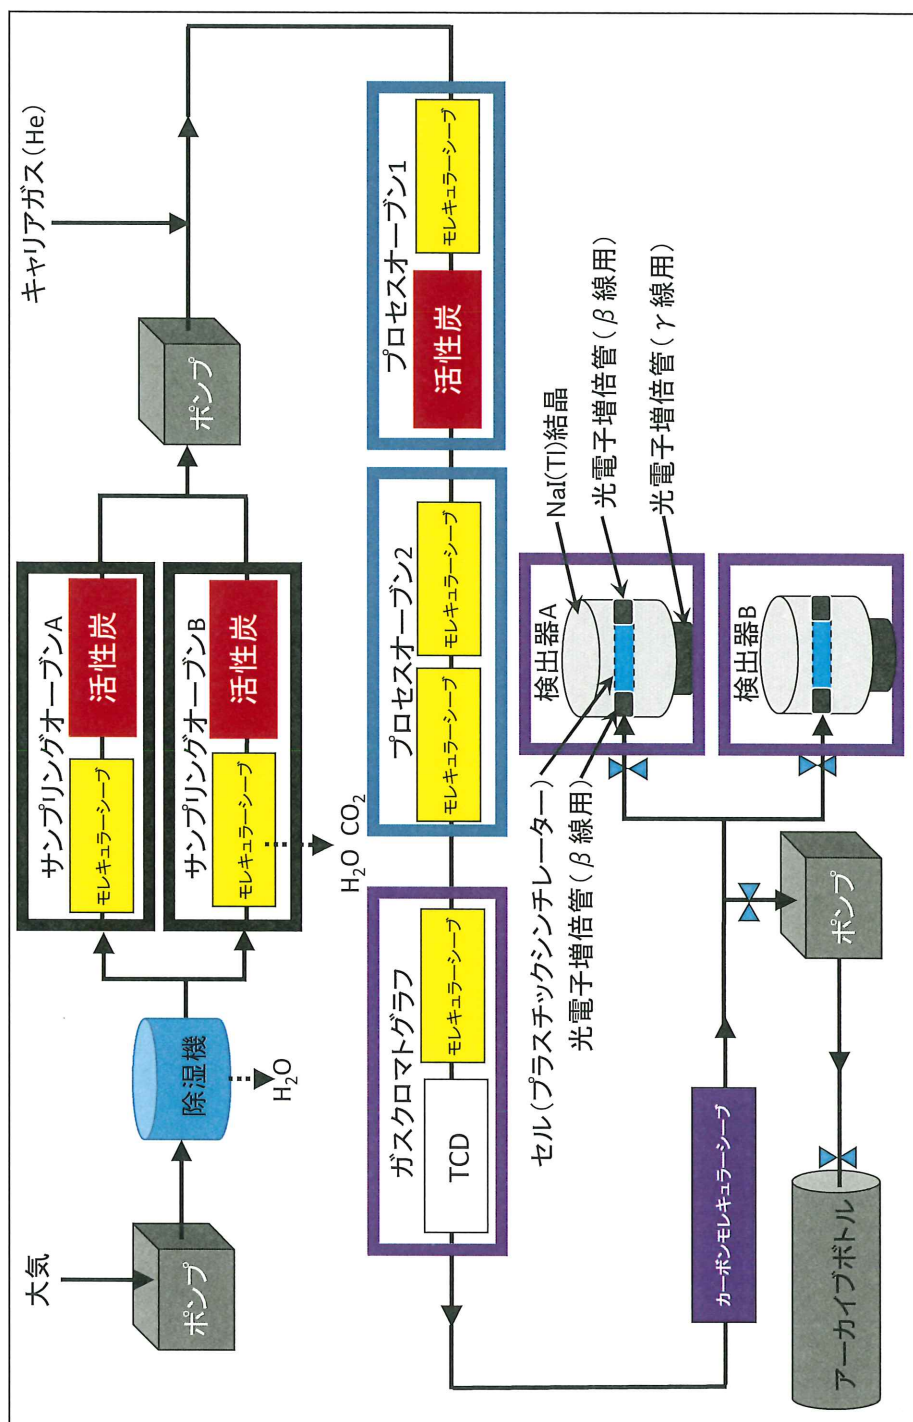 大気
ポンプ
除湿機
H₂O
サンプリングオーブンA
モレキュラーシーブ
活性炭
サンプリングオーブンB
モレキュラーシーブ
活性炭
H₂O CO₂
ポンプ
キャリアガス(He)
プロセスオーブン1
活性炭
モレキュラーシーブ
プロセスオーブン2
モレキュラーシーブ
モレキュラーシーブ
ガスクロマトグラフ
TCD
モレキュラーシーブ
セル(プラスチックシンチレーター)
光電子増倍管(β線用)
検出器A
NaI(Tl)結晶
光電子増倍管(β線用)
光電子増倍管(γ線用)
検出器B
カーボンモレキュラーシーブ
ポンプ
アーカイブボトル